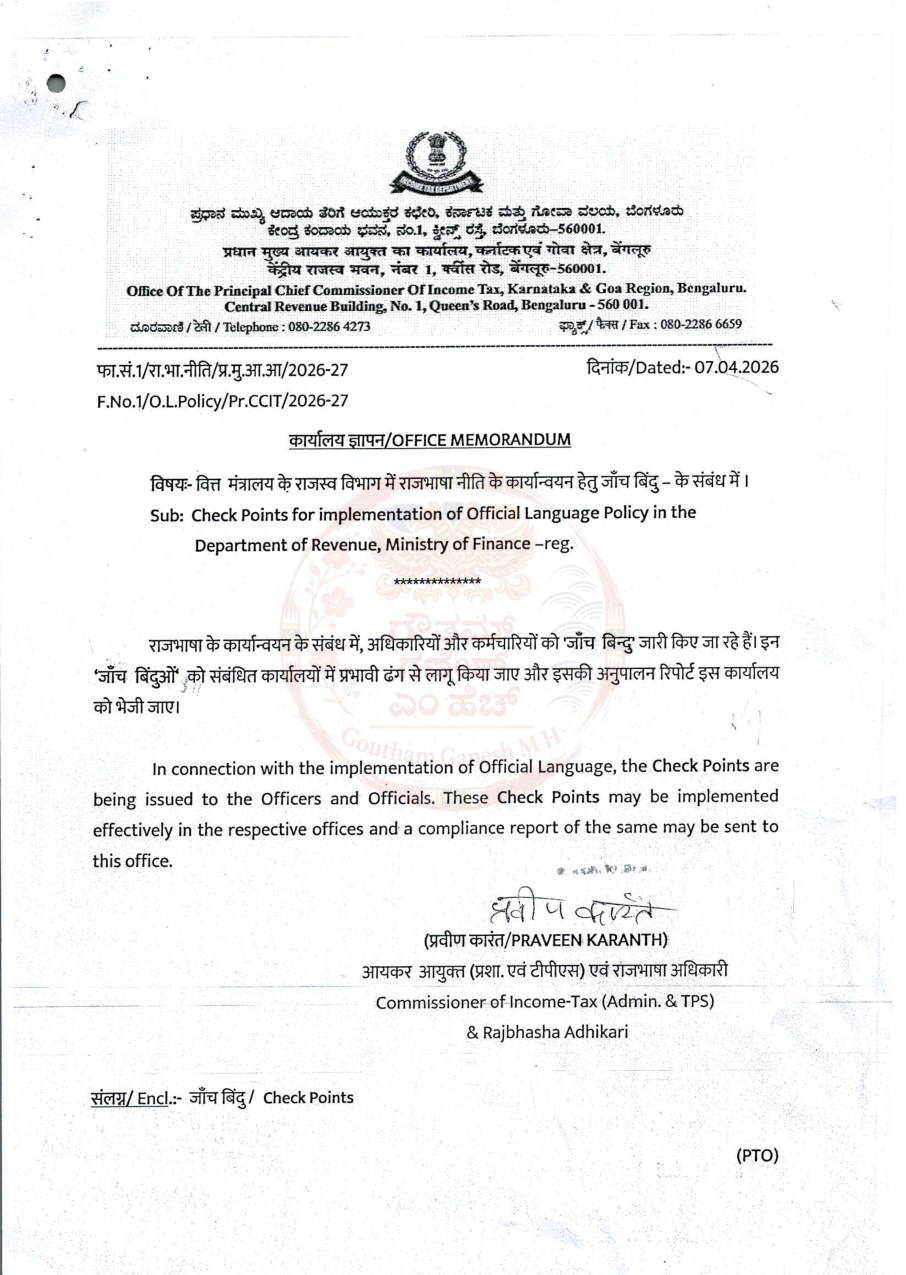 INCOME TAX DEPARTMENT
ಪ್ರಧಾನ ಮುಖ್ಯ ಆದಾಯ ತೆರಿಗೆ ಆಯುಕ್ತರ ಕಛೇರಿ, ಕರ್ನಾಟಕ ಮತ್ತು ಗೋವಾ ವಲಯ, ಬೆಂಗಳೂರು
ಕೇಂದ್ರ ಕಂದಾಯ ಭವನ, ನಂ.1, ಕ್ವೀನ್ಸ್ ರಸ್ತೆ, ಬೆಂಗಳೂರು–560001.
प्रधान मुख्य आयकर आयुक्त का कार्यालय, कर्नाटक एवं गोवा क्षेत्र, बेंगलूरु
केंद्रीय राजस्व भवन, नंबर 1, क्वींस रोड, बेंगलूरु-560001.
Office Of The Principal Chief Commissioner Of Income Tax, Karnataka & Goa Region, Bengaluru.
Central Revenue Building, No. 1, Queen's Road, Bengaluru - 560 001.
ದೂರವಾಣಿ / टेली / Telephone : 080-2286 4273 ಫ್ಯಾಕ್ಸ್ / फैक्स / Fax : 080-2286 6659
फा.सं.1/रा.भा.नीति/प्र.मु.आ.आ/2026-27 दिनांक/Dated:- 07.04.2026
F.No.1/O.L.Policy/Pr.CCIT/2026-27
कार्यालय ज्ञापन/OFFICE MEMORANDUM
विषयः- वित्त मंत्रालय के राजस्व विभाग में राजभाषा नीति के कार्यान्वयन हेतु जाँच बिंदु – के संबंध में ।
Sub: Check Points for implementation of Official Language Policy in the
Department of Revenue, Ministry of Finance –reg.
**************
राजभाषा के कार्यान्वयन के संबंध में, अधिकारियों और कर्मचारियों को 'जाँच बिन्दु' जारी किए जा रहे हैं। इन
'जाँच बिंदुओं' को संबंधित कार्यालयों में प्रभावी ढंग से लागू किया जाए और इसकी अनुपालन रिपोर्ट इस कार्यालय
को भेजी जाए।
ಗೌತಮ್
ಗಣೇಶ್
ಎಂ ಹೆಚ್
Goutham Ganesh M H
In connection with the implementation of Official Language, the Check Points are
being issued to the Officers and Officials. These Check Points may be implemented
effectively in the respective offices and a compliance report of the same may be sent to
this office.
प्रवीण कारंत
(प्रवीण कारंत/PRAVEEN KARANTH)
आयकर आयुक्त (प्रशा. एवं टीपीएस) एवं राजभाषा अधिकारी
Commissioner of Income-Tax (Admin. & TPS)
& Rajbhasha Adhikari
संलग्न/ Encl.:- जाँच बिंदु / Check Points
(PTO)